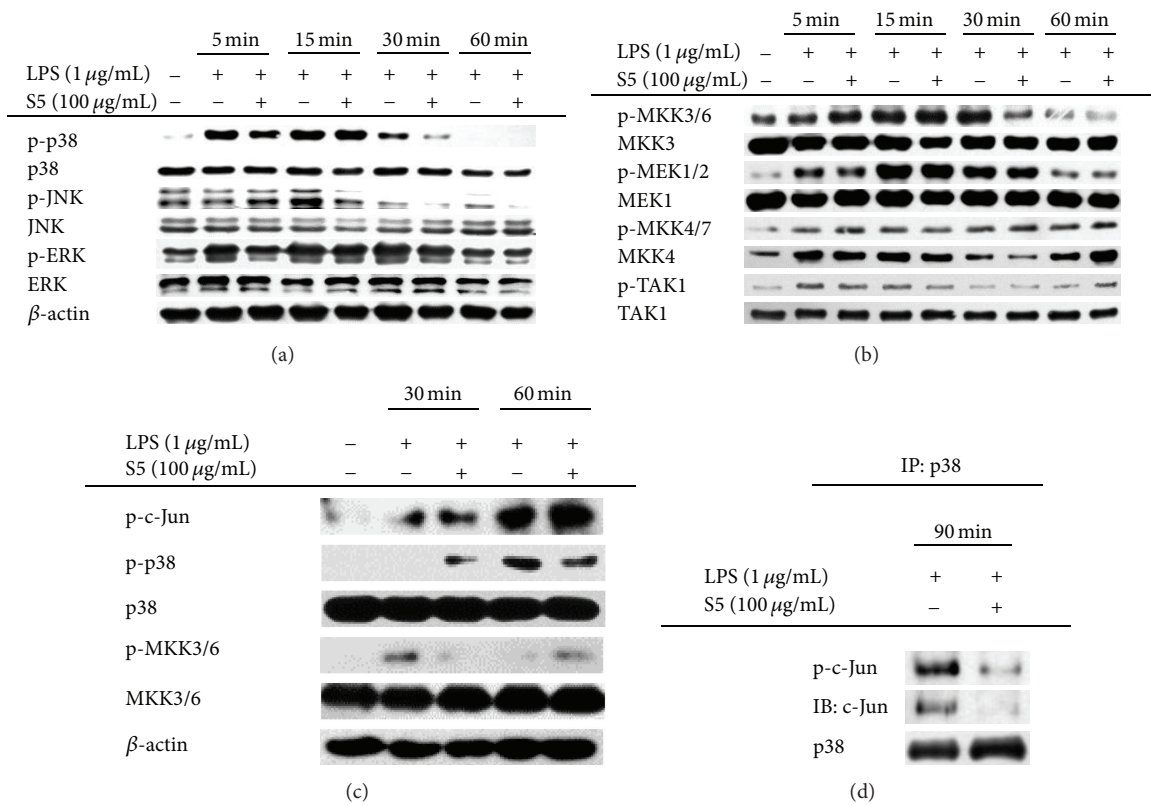 5 min 15 min 30 min 60 min
LPS (1 μg/mL) – + + + + + + + +
S5 (100 μg/mL) – – + – + – + – +
p-p38
p38
p-JNK
JNK
p-ERK
ERK
β-actin
(a)
5 min 15 min 30 min 60 min
LPS (1 μg/mL) – + + + + + + + +
S5 (100 μg/mL) – – + – + – + – +
p-MKK3/6
MKK3
p-MEK1/2
MEK1
p-MKK4/7
MKK4
p-TAK1
TAK1
(b)
30 min 60 min
LPS (1 μg/mL) – + + + +
S5 (100 μg/mL) – – + – +
p-c-Jun
p-p38
p38
p-MKK3/6
MKK3/6
β-actin
(c)
IP: p38
90 min
LPS (1 μg/mL) + +
S5 (100 μg/mL) – +
p-c-Jun
IB: c-Jun
p38
(d)